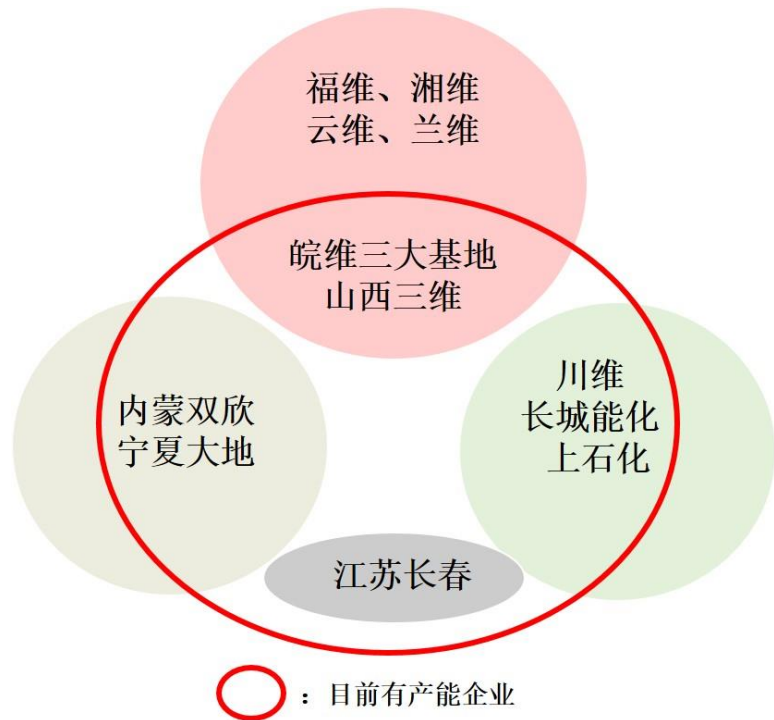 福维、湘维
云维、兰维
皖维三大基地
山西三维
内蒙双欣
宁夏大地
川维
长城能化
上石化
江苏长春
：目前有产能企业